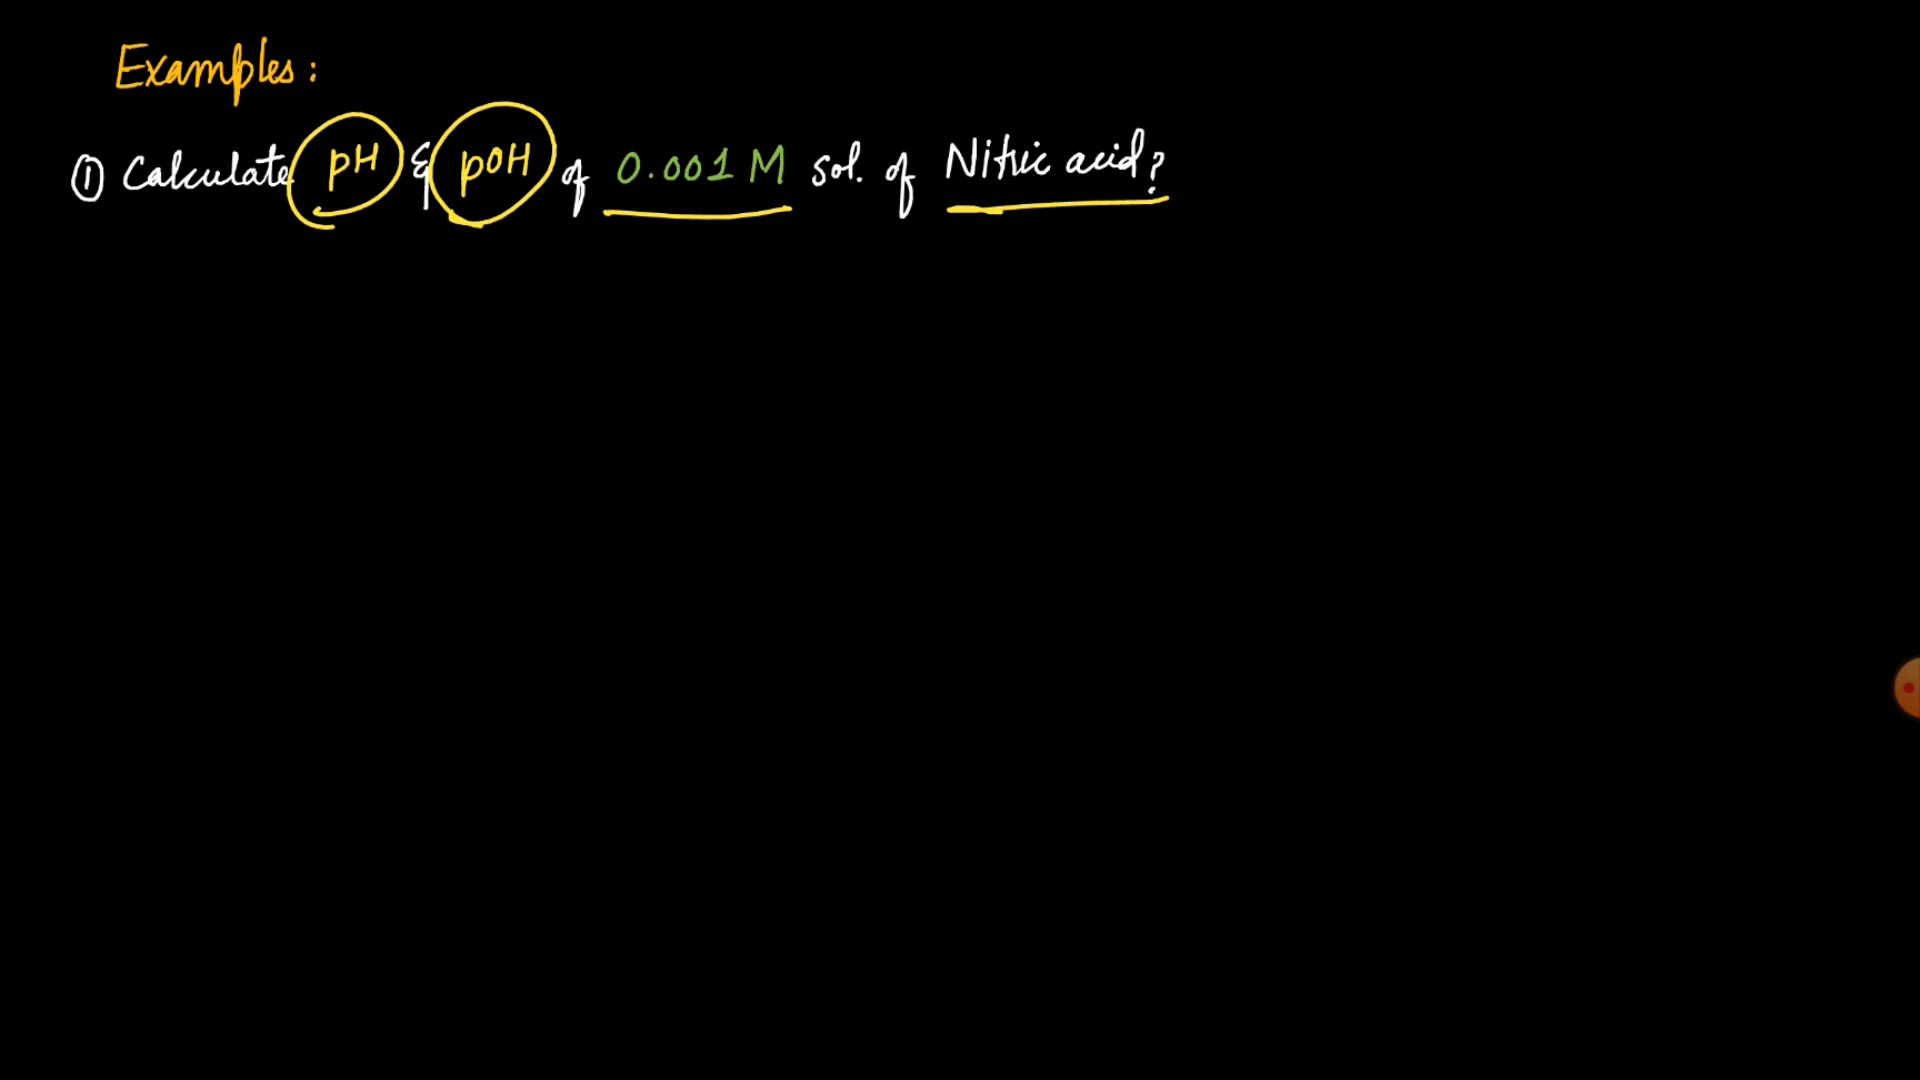 Examples:
① Calculate pH & pOH of 0.001 M sol. of Nitric acid?